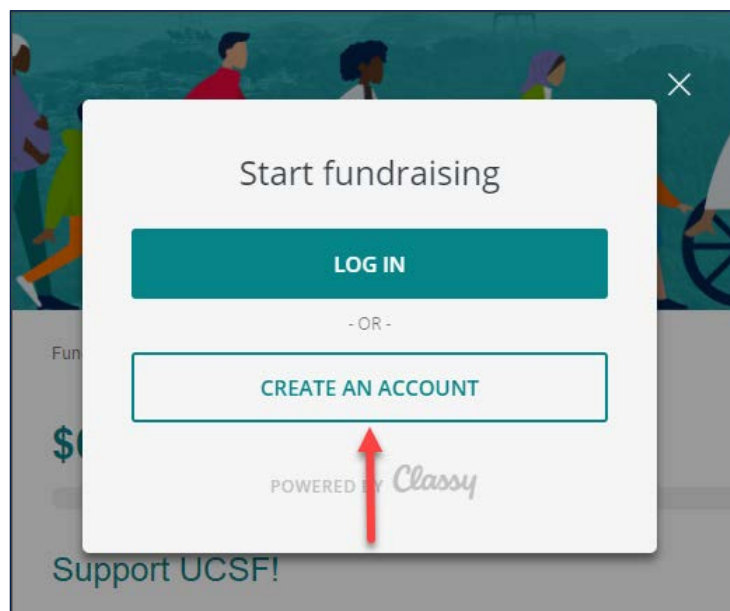 Start fundraising
LOG IN
- OR -
CREATE AN ACCOUNT
POWERED BY Classy
Support UCSF!